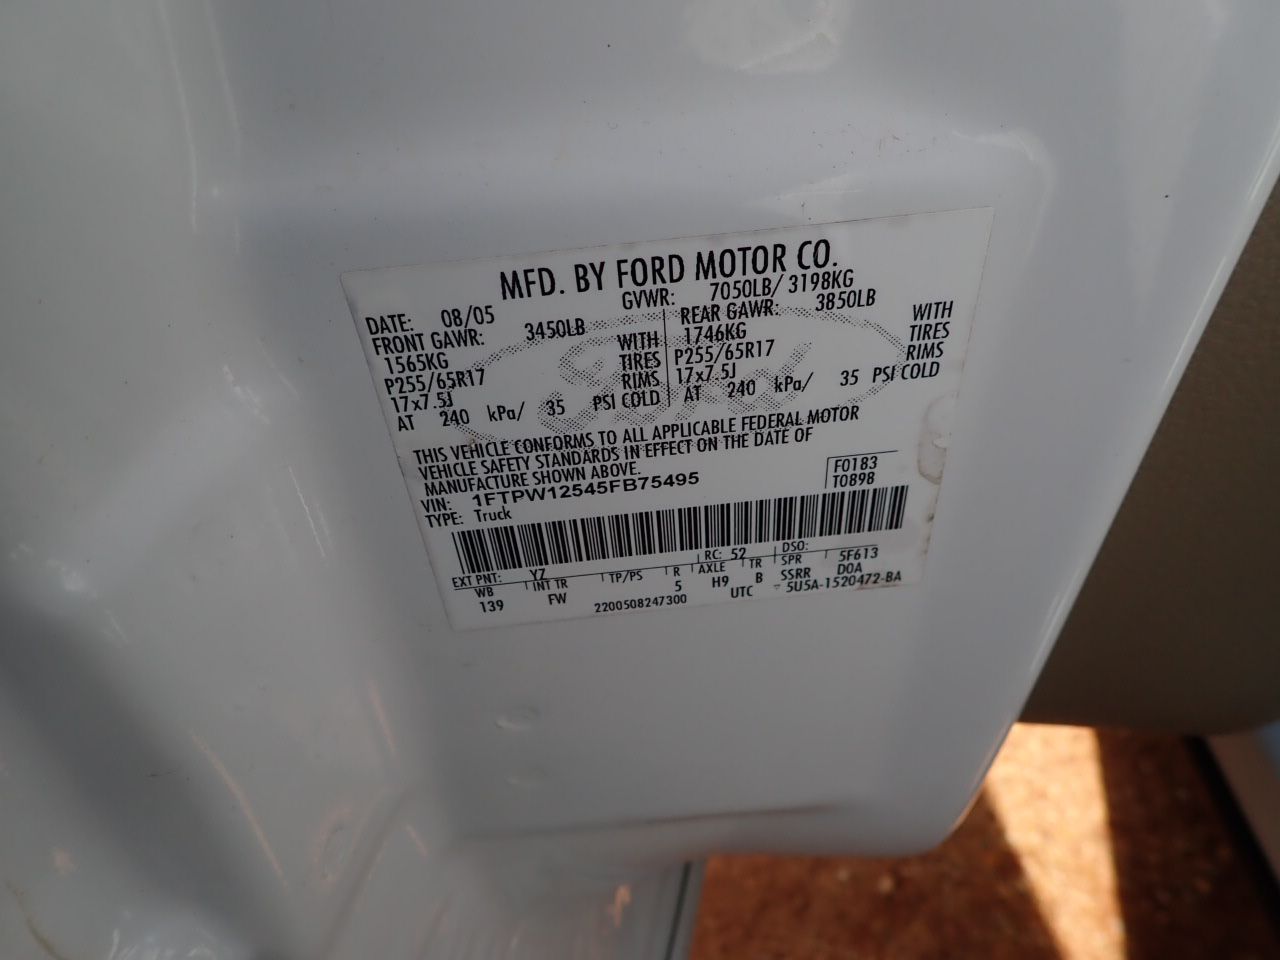 MFD. BY FORD MOTOR CO.
DATE: 08/05 GVWR: 7050LB/ 3198KG
FRONT GAWR: 3450LB REAR GAWR: 3850LB
1565KG WITH 1746KG WITH
P255/65R17 TIRES P255/65R17 TIRES
17x7.5J RIMS 17x7.5J RIMS
AT 240 kPa/ 35 PSI COLD AT 240 kPa/ 35 PSI COLD
Ford
THIS VEHICLE CONFORMS TO ALL APPLICABLE FEDERAL MOTOR
VEHICLE SAFETY STANDARDS IN EFFECT ON THE DATE OF
MANUFACTURE SHOWN ABOVE.
VIN: 1FTPW12545FB75495 F0183
TYPE: Truck T0898
EXT PNT: YZ RC: 52 DSO:
WB INT TR TP/PS R AXLE TR SPR 5F613
139 FW 5 H9 B SSRR DOA
2200508247300 UTC 5U5A-1520472-BA